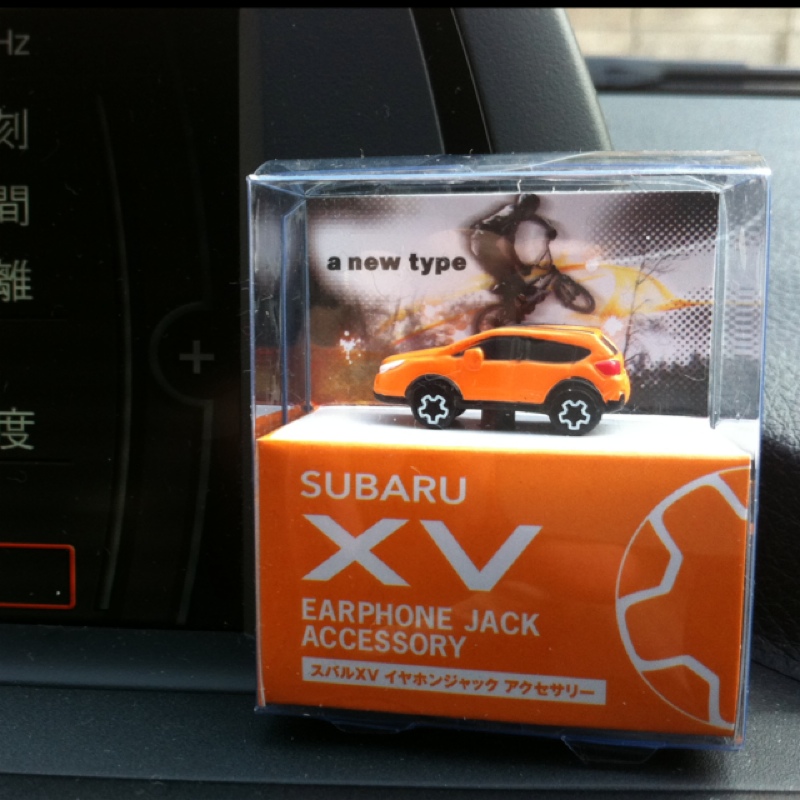 Hz
刻
間
離
度
a new type
SUBARU
XV
EARPHONE JACK
ACCESSORY
スバルXV イヤホンジャック アクセサリー